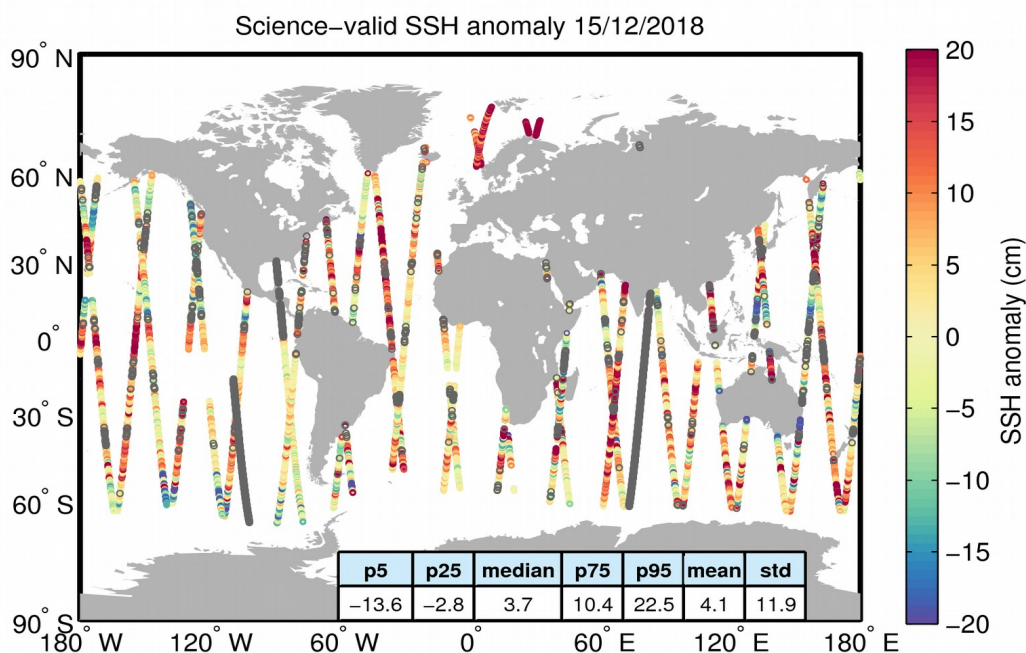 Science−valid SSH anomaly 15/12/2018
90° N
60° N
30° N
0°
30° S
60° S
90° S
180° W
120° W
60° W
0°
60° E
120° E
180° E
p5 p25 median p75 p95 mean std
−13.6 −2.8 3.7 10.4 22.5 4.1 11.9
20
15
10
5
0
−5
−10
−15
−20
SSH anomaly (cm)